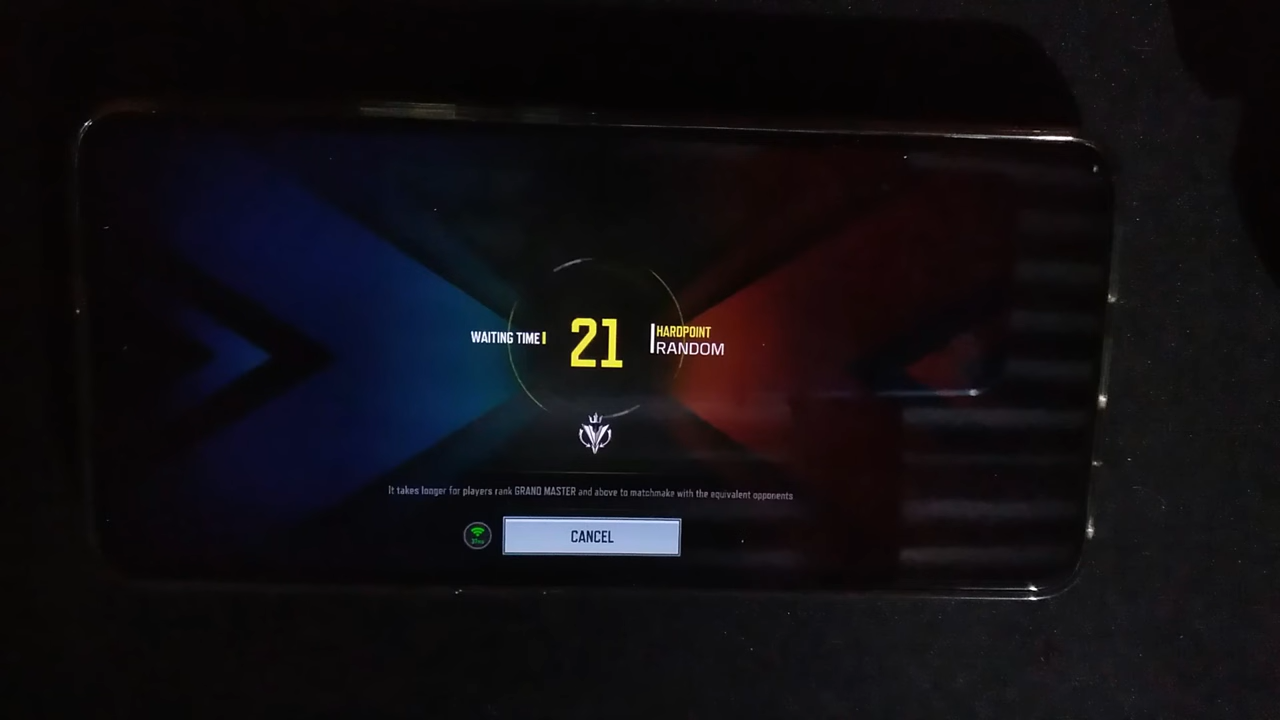 WAITING TIME
21
HARDPOINT
RANDOM
It takes longer for players rank GRAND MASTER and above to matchmake with the equivalent opponents
CANCEL